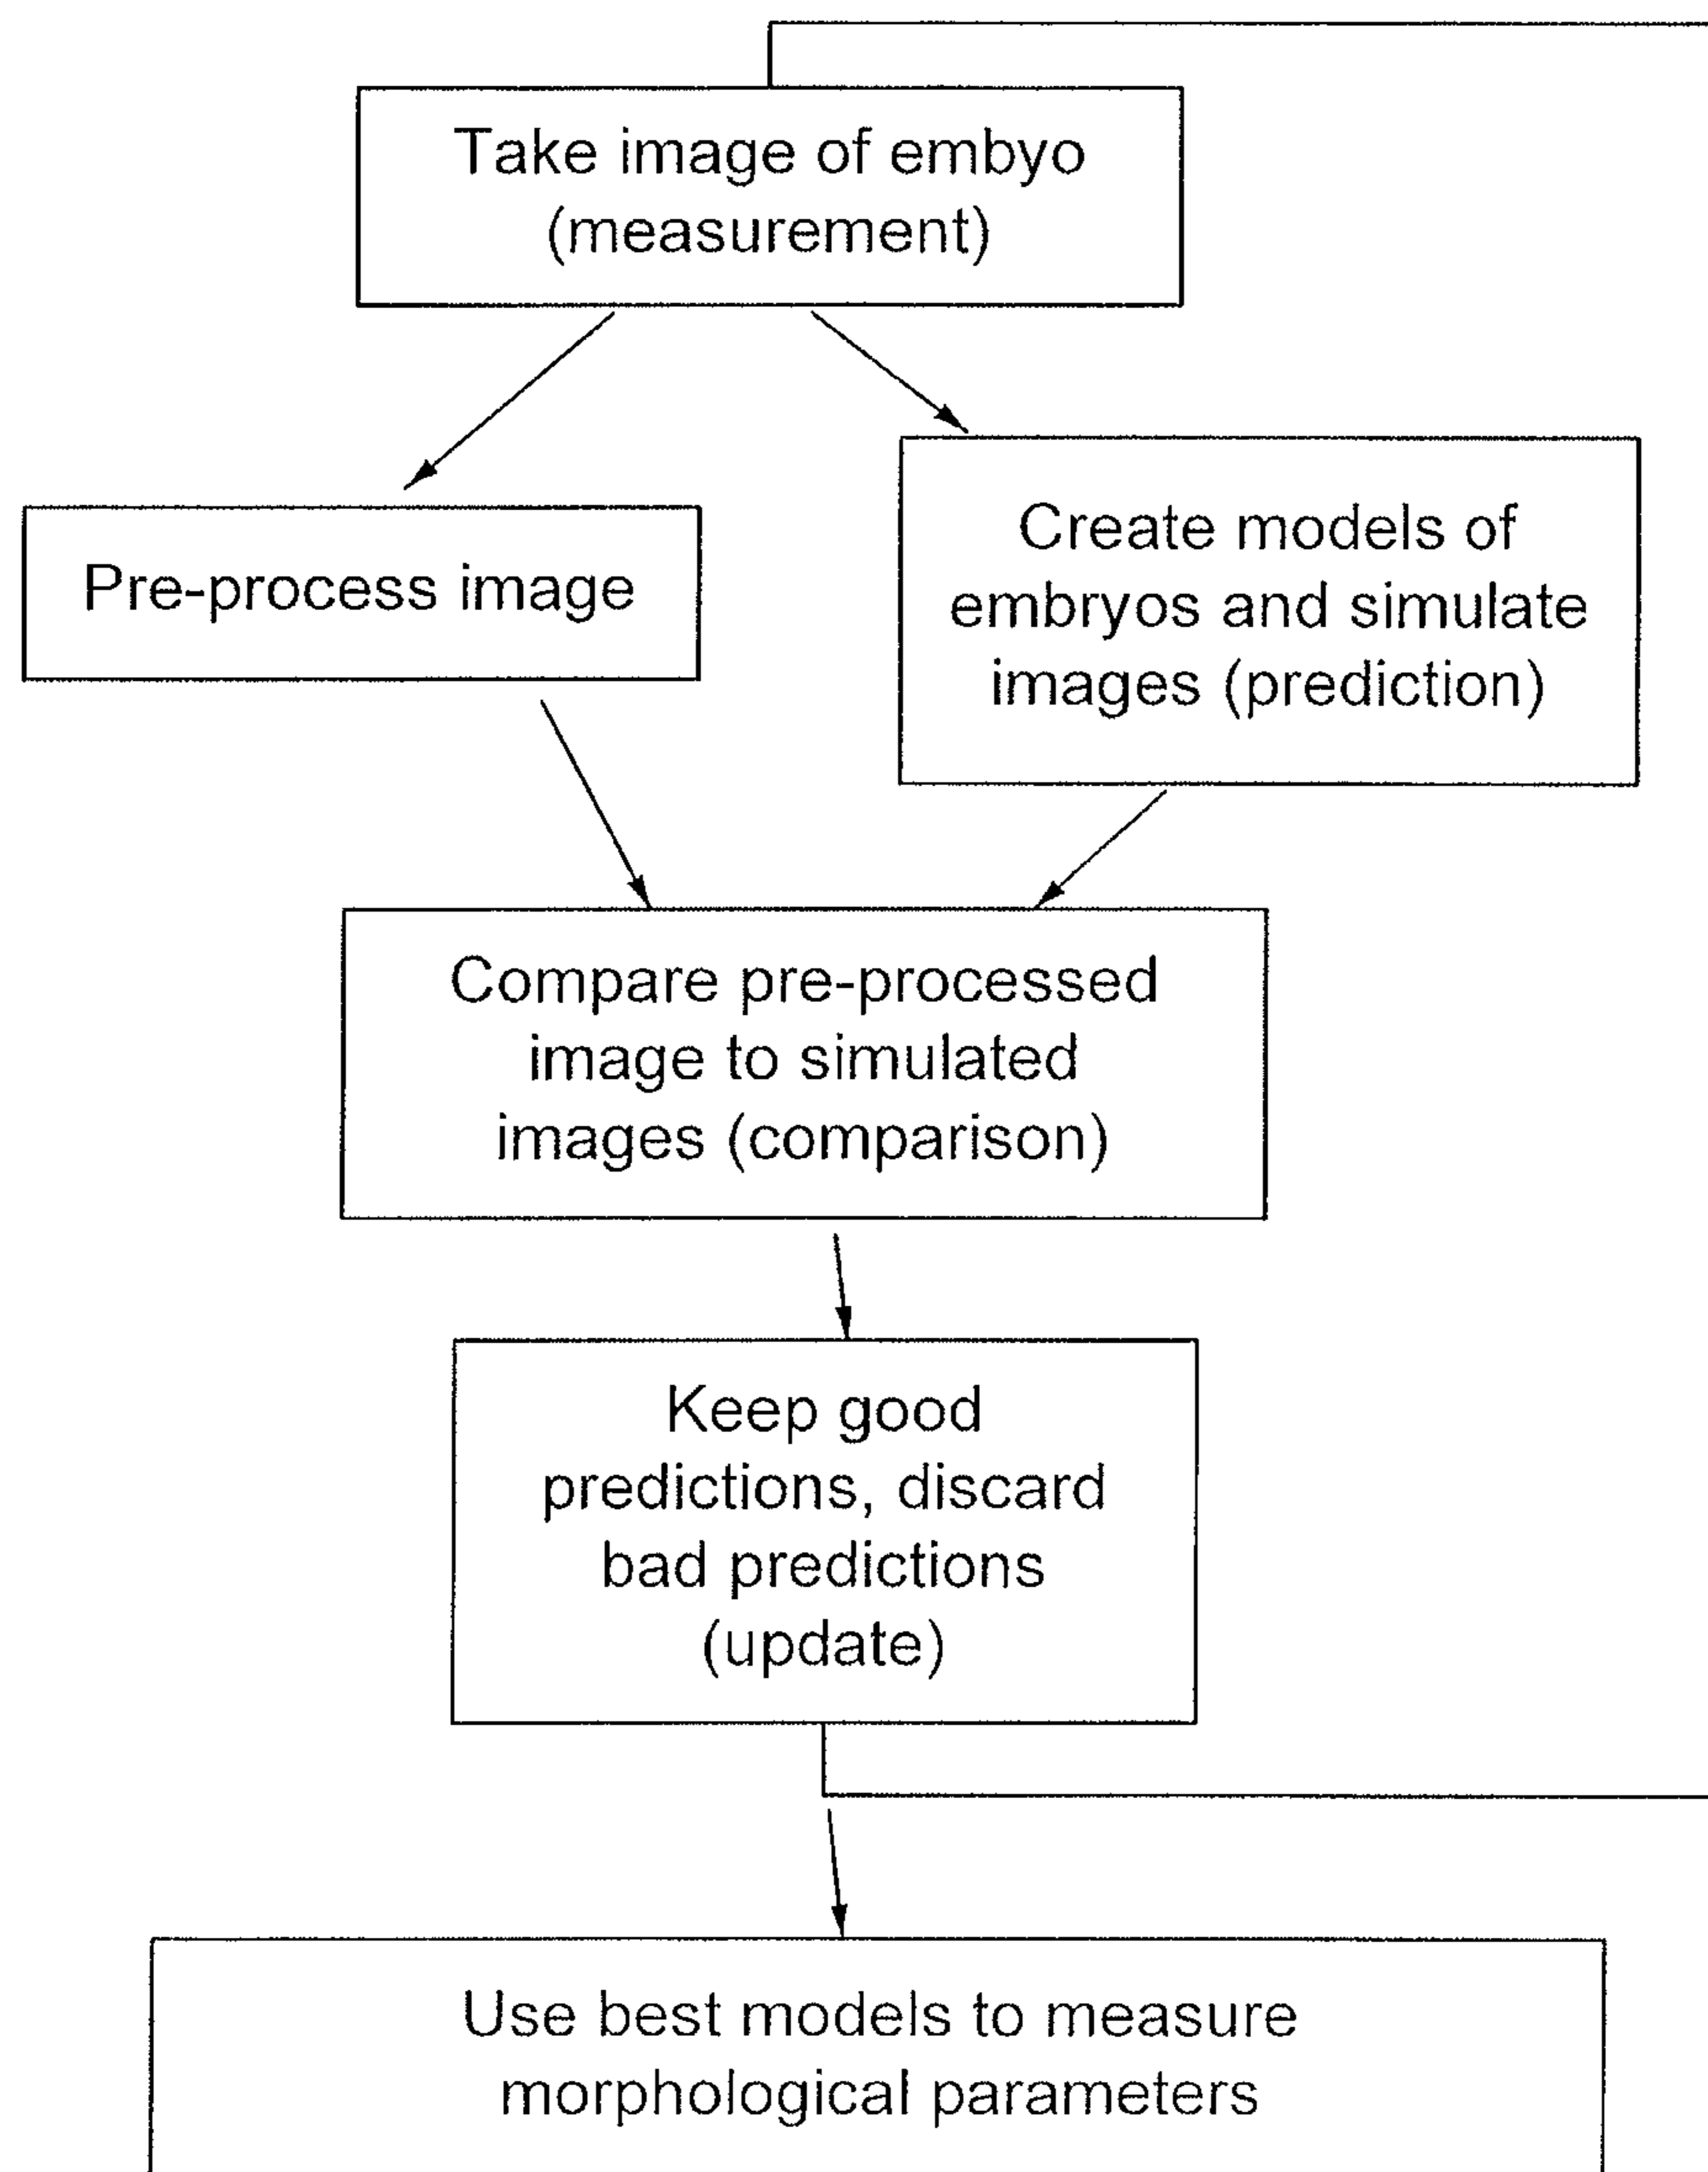 Take image of embyo
(measurement)
Pre-process image
Create models of
embryos and simulate
images (prediction)
Compare pre-processed
image to simulated
images (comparison)
Keep good
predictions, discard
bad predictions
(update)
Use best models to measure
morphological parameters